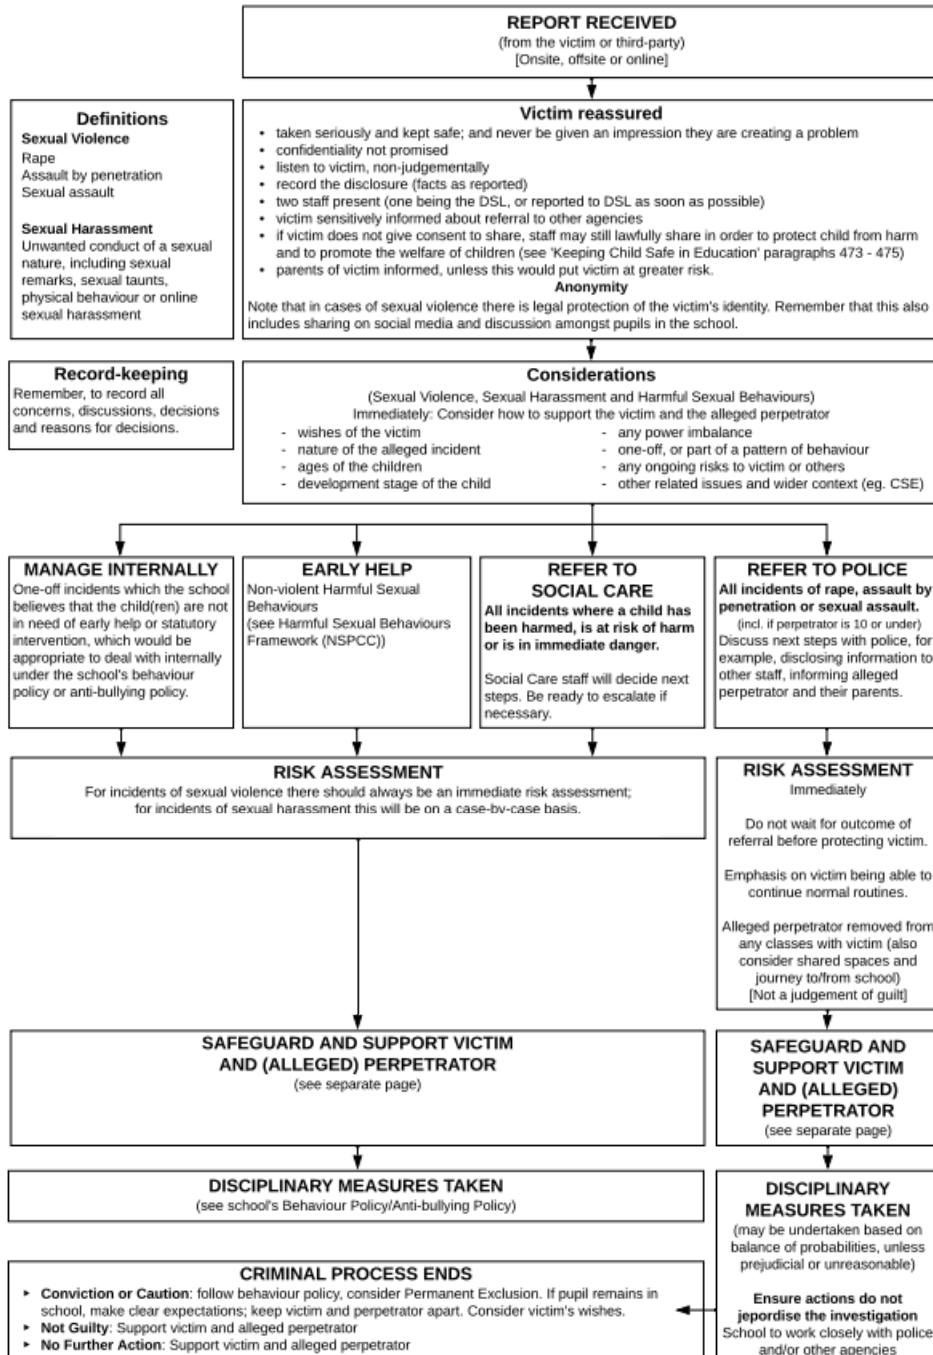 REPORT RECEIVED
(from the victim or third-party)
[Onsite, offsite or online]
Definitions
Sexual Violence
Rape
Assault by penetration
Sexual assault
Sexual Harassment
Unwanted conduct of a sexual
nature, including sexual
remarks, sexual taunts,
physical behaviour or online
sexual harassment
Victim reassured
• taken seriously and kept safe; and never be given an impression they are creating a problem
• confidentiality not promised
• listen to victim, non-judgementally
• record the disclosure (facts as reported)
• two staff present (one being the DSL, or reported to DSL as soon as possible)
• victim sensitively informed about referral to other agencies
• if victim does not give consent to share, staff may still lawfully share in order to protect child from harm
and to promote the welfare of children (see 'Keeping Child Safe in Education' paragraphs 473 - 475)
• parents of victim informed, unless this would put victim at greater risk.
Anonymity
Note that in cases of sexual violence there is legal protection of the victim's identity. Remember that this also
includes sharing on social media and discussion amongst pupils in the school.
Record-keeping
Remember, to record all
concerns, discussions, decisions
and reasons for decisions.
Considerations
(Sexual Violence, Sexual Harassment and Harmful Sexual Behaviours)
Immediately: Consider how to support the victim and the alleged perpetrator
- wishes of the victim
- nature of the alleged incident
- ages of the children
- development stage of the child
- any power imbalance
- one-off, or part of a pattern of behaviour
- any ongoing risks to victim or others
- other related issues and wider context (eg. CSE)
MANAGE INTERNALLY
One-off incidents which the school
believes that the child(ren) are not
in need of early help or statutory
intervention, which would be
appropriate to deal with internally
under the school's behaviour
policy or anti-bullying policy.
EARLY HELP
Non-violent Harmful Sexual
Behaviours
(see Harmful Sexual Behaviours
Framework (NSPCC))
REFER TO
SOCIAL CARE
All incidents where a child has
been harmed, is at risk of harm
or is in immediate danger.
Social Care staff will decide next
steps. Be ready to escalate if
necessary.
REFER TO POLICE
All incidents of rape, assault by
penetration or sexual assault.
(incl. if perpetrator is 10 or under)
Discuss next steps with police, for
example, disclosing information to
other staff, informing alleged
perpetrator and their parents.
RISK ASSESSMENT
For incidents of sexual violence there should always be an immediate risk assessment;
for incidents of sexual harassment this will be on a case-by-case basis.
RISK ASSESSMENT
Immediately
Do not wait for outcome of
referral before protecting victim.
Emphasis on victim being able to
continue normal routines.
Alleged perpetrator removed from
any classes with victim (also
consider shared spaces and
journey to/from school)
[Not a judgement of guilt]
SAFEGUARD AND SUPPORT VICTIM
AND (ALLEGED) PERPETRATOR
(see separate page)
SAFEGUARD AND
SUPPORT VICTIM
AND (ALLEGED)
PERPETRATOR
(see separate page)
DISCIPLINARY MEASURES TAKEN
(see school's Behaviour Policy/Anti-bullying Policy)
DISCIPLINARY
MEASURES TAKEN
(may be undertaken based on
balance of probabilities, unless
prejudicial or unreasonable)
Ensure actions do not
jepordise the investigation
School to work closely with police
and/or other agencies
CRIMINAL PROCESS ENDS
▸ Conviction or Caution: follow behaviour policy, consider Permanent Exclusion. If pupil remains in
school, make clear expectations; keep victim and perpetrator apart. Consider victim's wishes.
▸ Not Guilty: Support victim and alleged perpetrator
▸ No Further Action: Support victim and alleged perpetrator